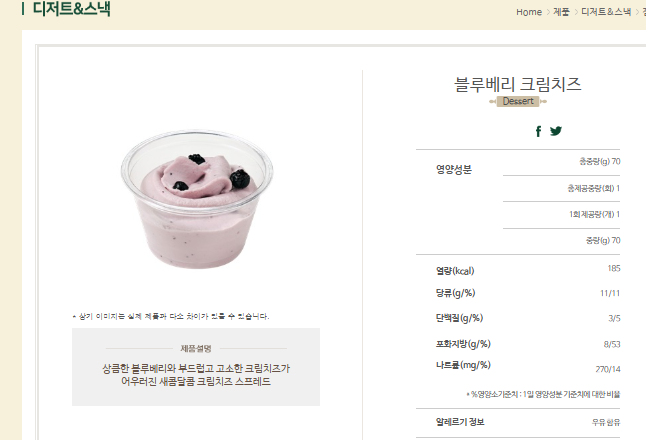 디저트&스낵
Home > 제품 > 디저트&스낵 >
블루베리 크림치즈
Dessert
영양성분
총중량(g) 70
총제공중량(회) 1
1회 제공량(개) 1
중량(g) 70
열량(kcal) 185
당류(g/%) 11/11
단백질(g/%) 3/5
포화지방(g/%) 8/53
나트륨(mg/%) 270/14
* %영양소기준치 : 1일 영양성분 기준치에 대한 비율
알레르기 정보 우유 함유
* 상기 이미지는 실제 제품과 다소 차이가 있을 수 있습니다.
제품설명
상큼한 블루베리와 부드럽고 고소한 크림치즈가
어우러진 새콤달콤 크림치즈 스프레드